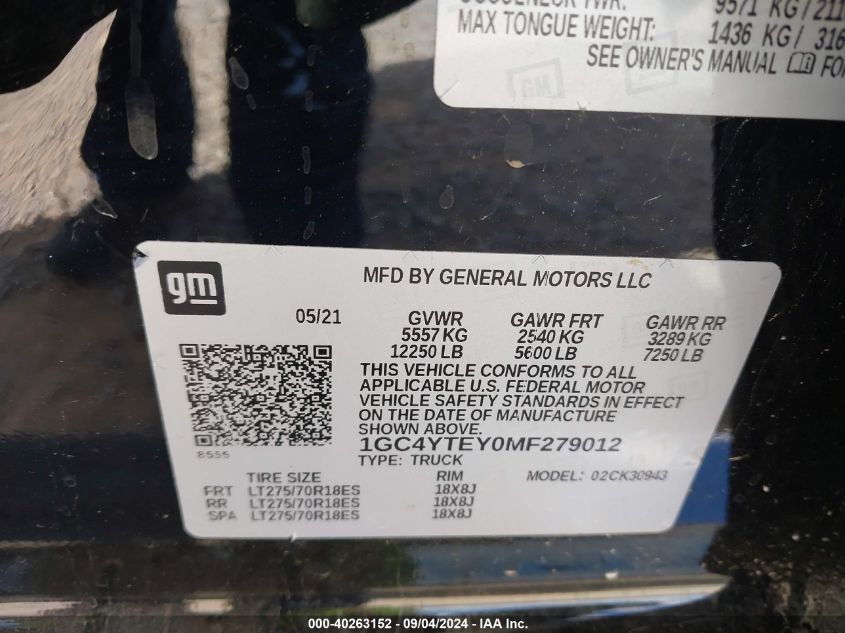 9571 KG/
MAX TONGUE WEIGHT: 1436 KG/
SEE OWNER'S MANUAL
GM
gm
MFD BY GENERAL MOTORS LLC
05/21 GVWR GAWR FRT GAWR RR
5557 KG 2540 KG 3289 KG
12250 LB 5600 LB 7250 LB
THIS VEHICLE CONFORMS TO ALL
APPLICABLE U.S. FEDERAL MOTOR
VEHICLE SAFETY STANDARDS IN EFFECT
ON THE DATE OF MANUFACTURE
SHOWN ABOVE.
1GC4YTEY0MF279012
8555
TYPE: TRUCK MODEL: 02CK30943
TIRE SIZE RIM
FRT LT275/70R18ES 18X8J
RR LT275/70R18ES 18X8J
SPA LT275/70R18ES 18X8J
000-40263152 - 09/04/2024 - IAA Inc.